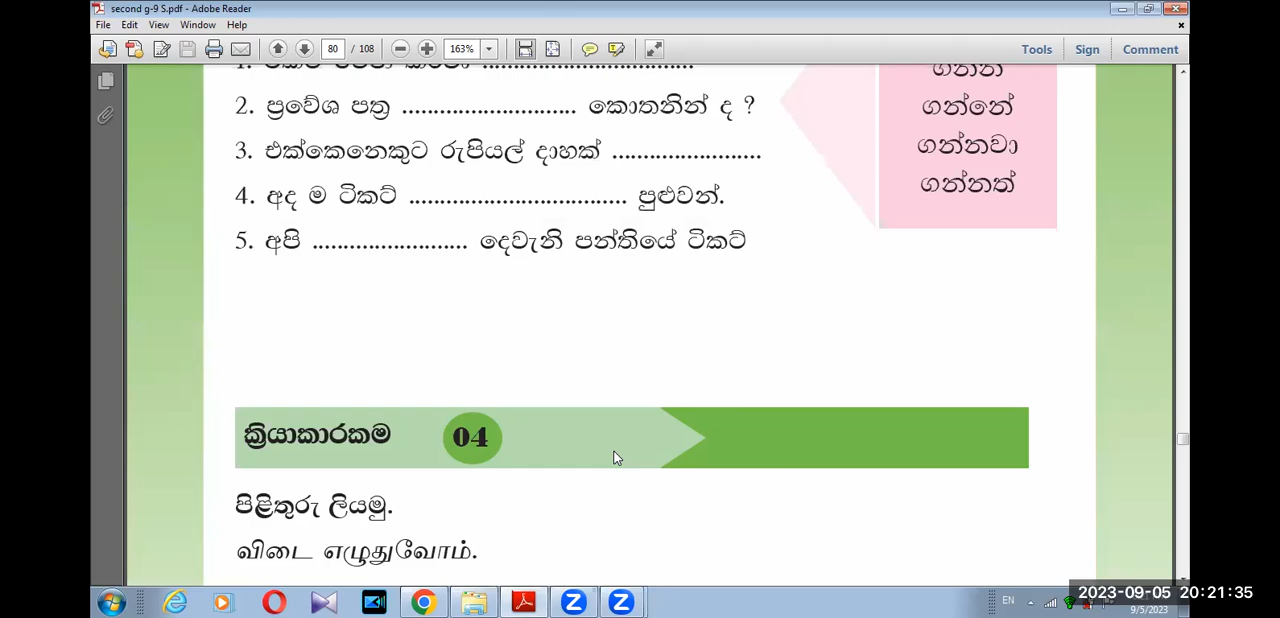 second g-9 S.pdf - Adobe Reader
File Edit View Window Help
80 / 108 163% Tools Sign Comment
ගන්න
2. ප්‍රවේශ පත්‍ර ............................ කොතනින් ද ?
ගන්නේ
3. එක්කෙනෙකුට රුපියල් දාහක් ........................
ගන්නවා
4. අද ම ටිකට් ................................... පුළුවන්.
ගන්නත්
5. අපි ......................... දෙවැනි පන්තියේ ටිකට්
ක්‍රියාකාරකම 04
පිළිතුරු ලියමු.
விடை எழுதுவோம்.
EN
2023-09-05 20:21:35
9/5/2023